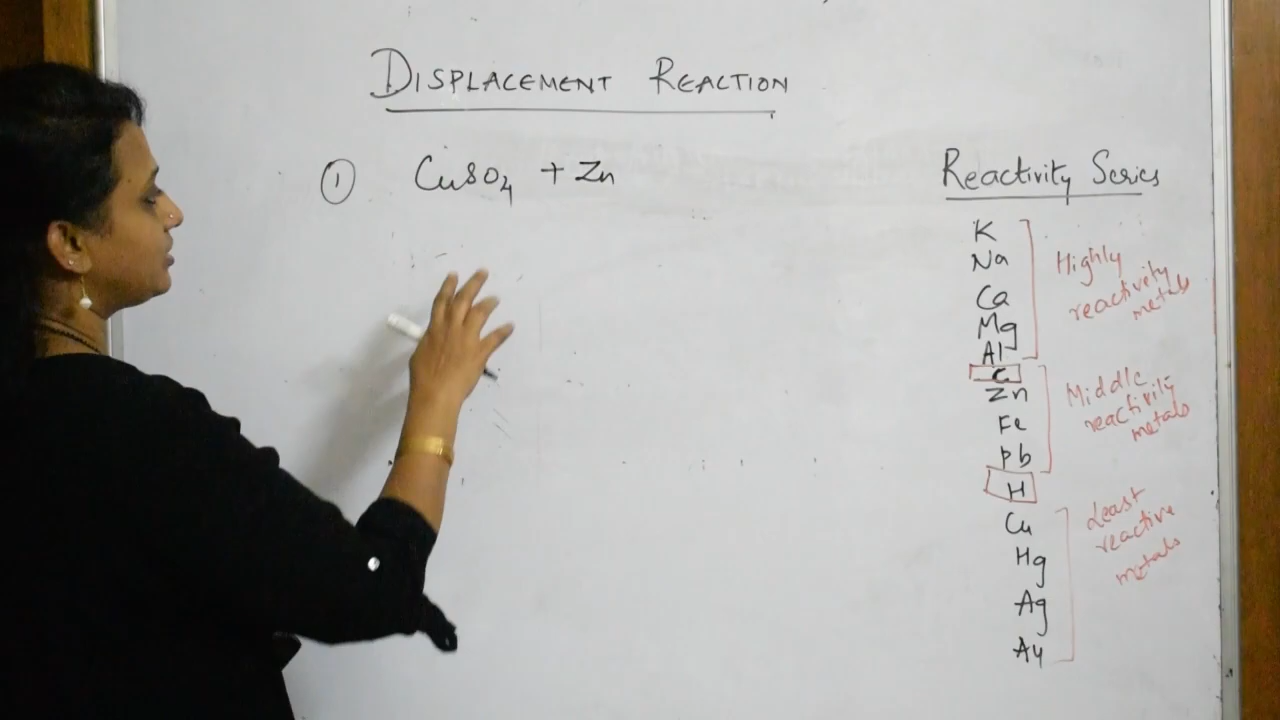 DISPLACEMENT REACTION
① CuSO4 + Zn
Reactivity Series
K
Na
Ca
Mg
Al
C
Zn
Fe
Pb
H
Cu
Hg
Ag
Au
Highly
reactivity
metals
Middle
reactivity
metals
Least
reactive
metals